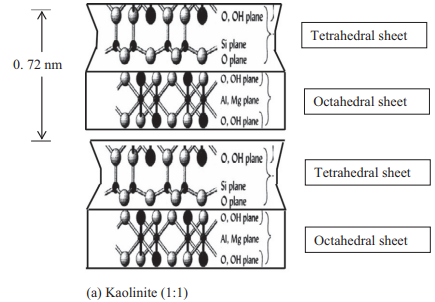 O, OH plane
Si plane
O plane
Tetrahedral sheet
0. 72 nm
O, OH plane
Al, Mg plane
O, OH plane
Octahedral sheet
O, OH plane
Si plane
O plane
Tetrahedral sheet
O, OH plane
Al, Mg plane
O, OH plane
Octahedral sheet
(a) Kaolinite (1:1)